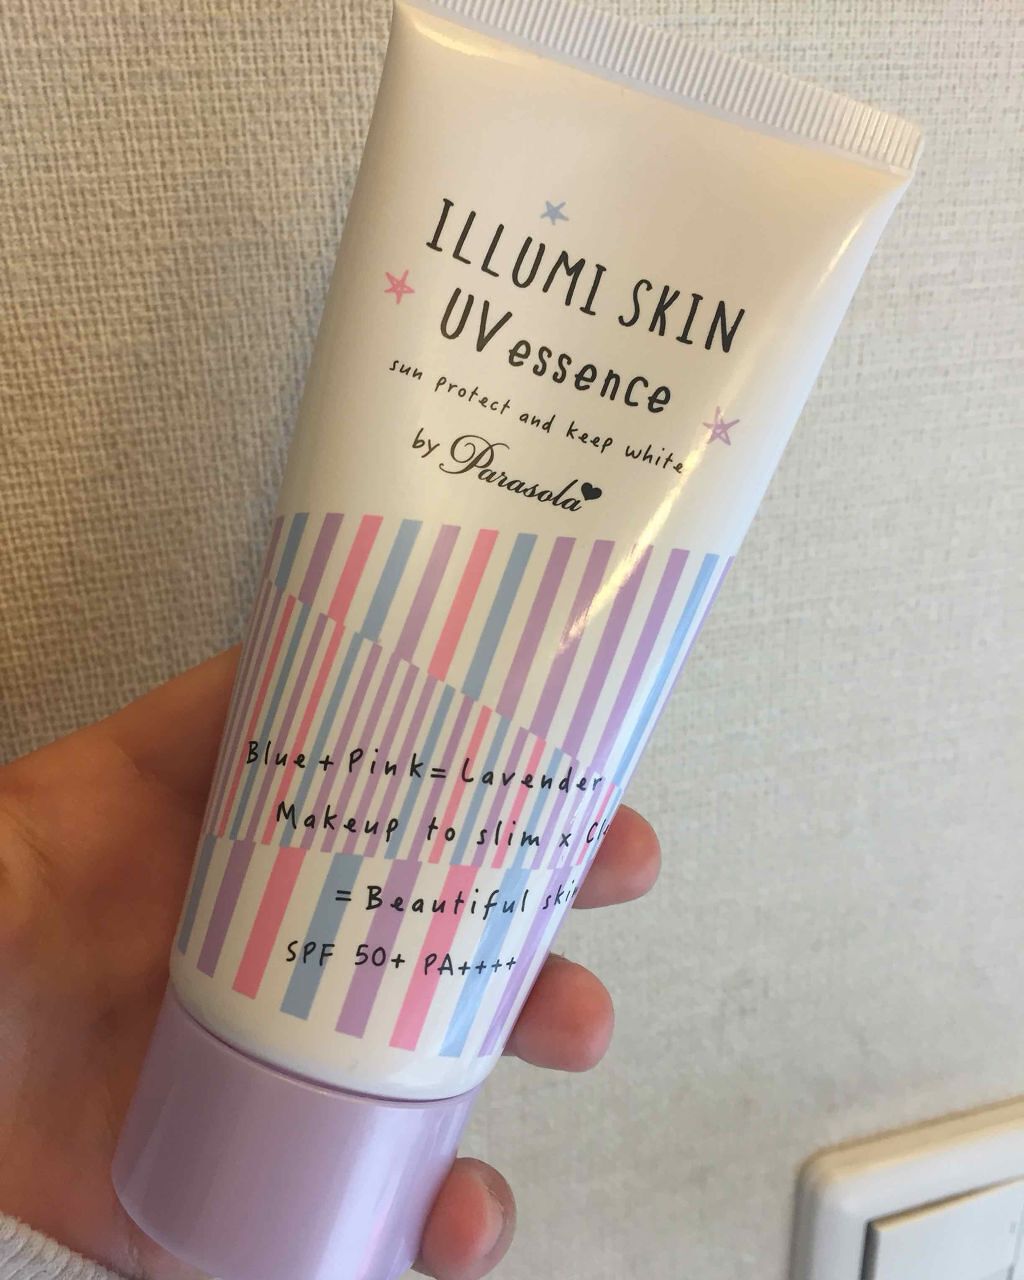 ILLUMI SKIN
UV essence
sun protect and keep white
by Parasola
Blue + Pink = Lavender
Makeup to slim x
= Beautiful skin
SPF 50+ PA++++